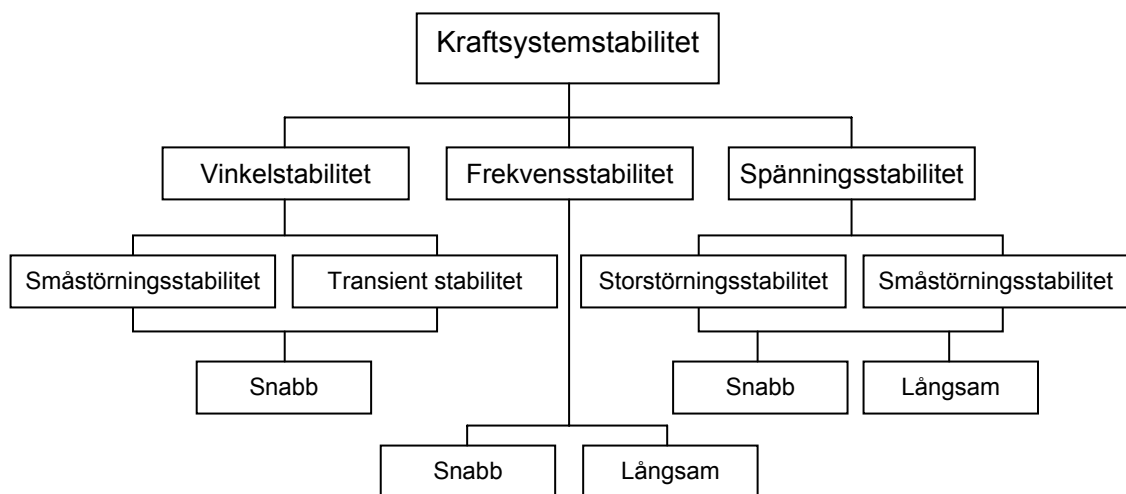 Kraftsystemstabilitet
Vinkelstabilitet
Frekvensstabilitet
Spänningsstabilitet
Småstörningsstabilitet
Transient stabilitet
Storstörningsstabilitet
Småstörningsstabilitet
Snabb
Snabb
Långsam
Snabb
Långsam